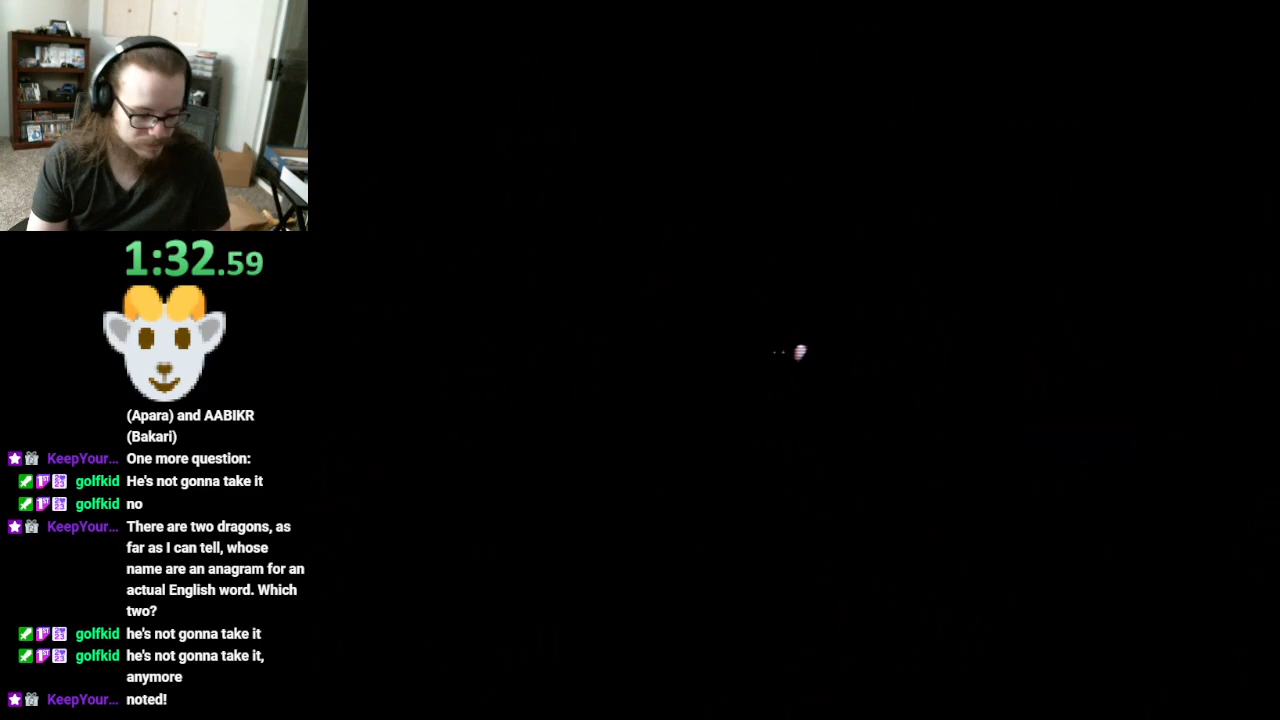 1:32.59
(Apara) and AABIKR
(Bakari)
KeepYour... One more question:
golfkid He's not gonna take it
golfkid no
KeepYour... There are two dragons, as
far as I can tell, whose
name are an anagram for an
actual English word. Which
two?
golfkid he's not gonna take it
golfkid he's not gonna take it,
anymore
KeepYour... noted!